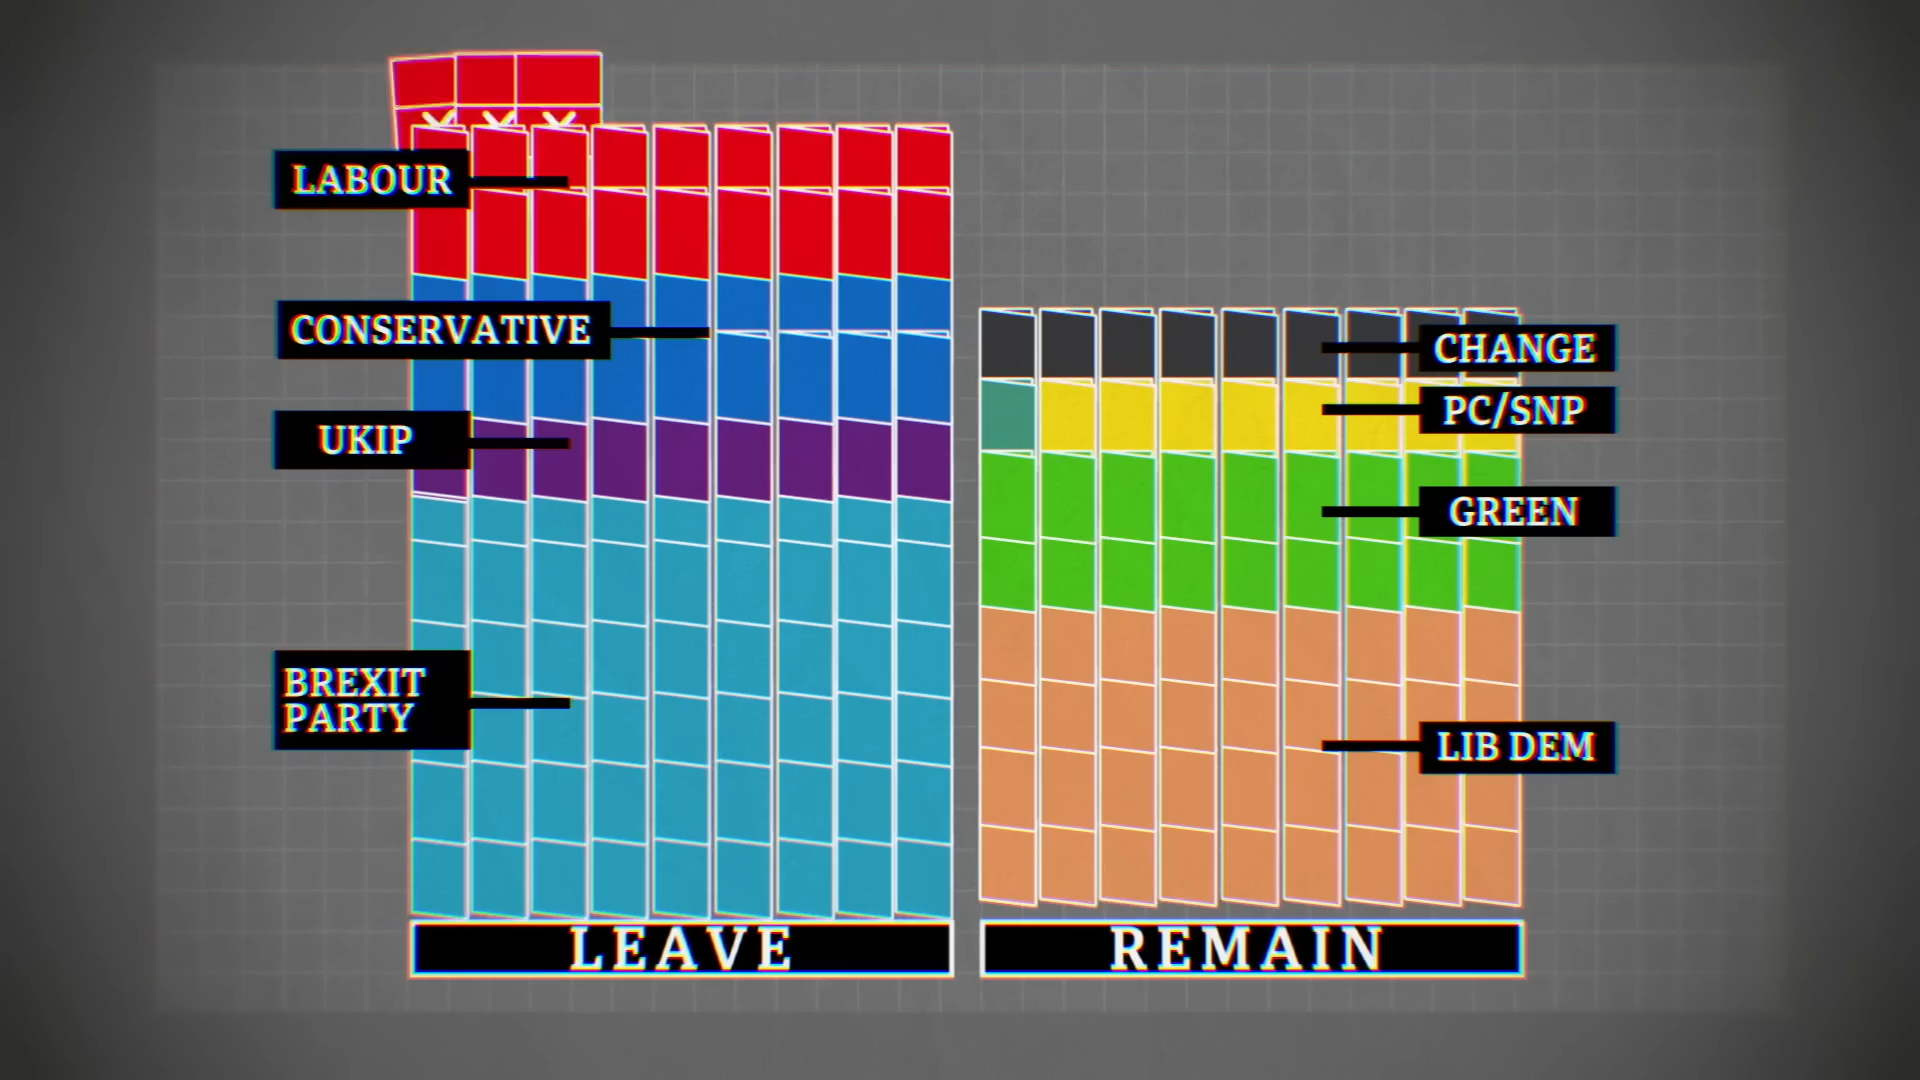 LABOUR
CONSERVATIVE
UKIP
BREXIT
PARTY
CHANGE
PC/SNP
GREEN
LIB DEM
LEAVE
REMAIN